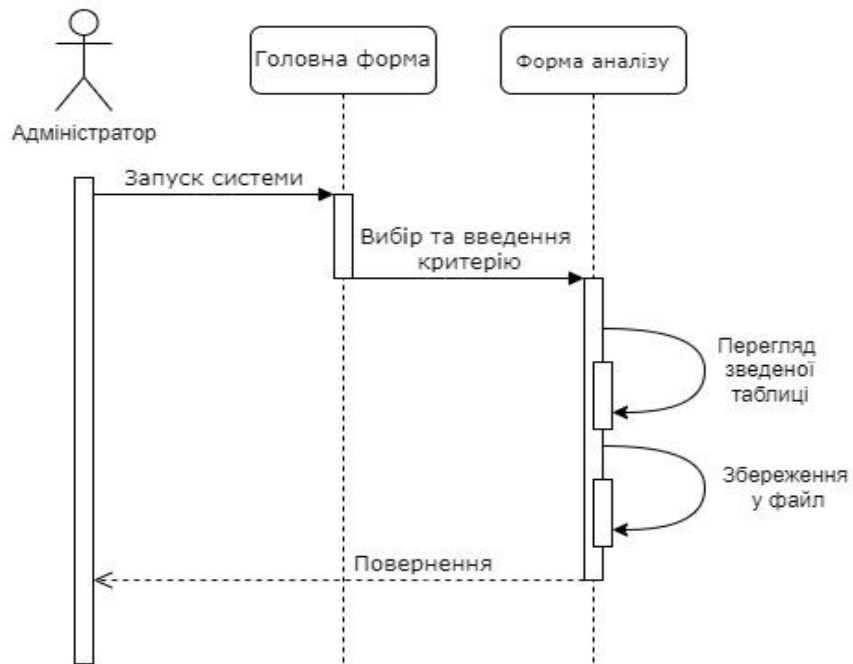 Головна форма
Форма аналізу
Адміністратор
Запуск системи
Вибір та введення
критерію
Перегляд
зведеної
таблиці
Збереження
у файл
Повернення